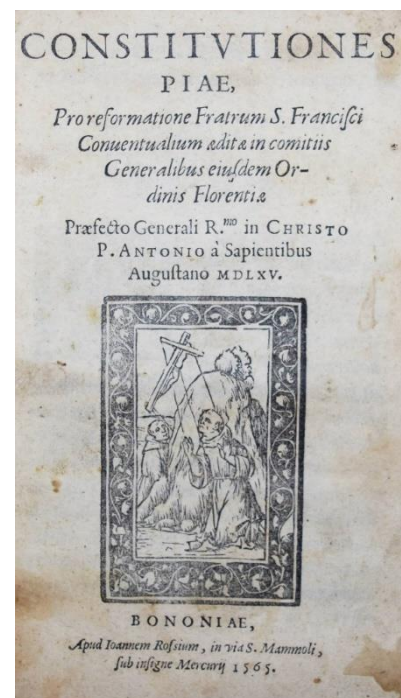 CONSTITVTIONES
PIAE,
Pro reformatione Fratrum S. Franciſci
Conuentualium æditæ in comitiis
Generalibus eiuſdem Or-
dinis Florentiæ
Præfecto Generali R.mo in CHRISTO
P. ANTONIO à Sapientibus
Auguſtano MDLXV.
BONONIAE,
Apud Ioannem Roſsium, in via S. Mammoli,
ſub inſigne Mercurij 1565.